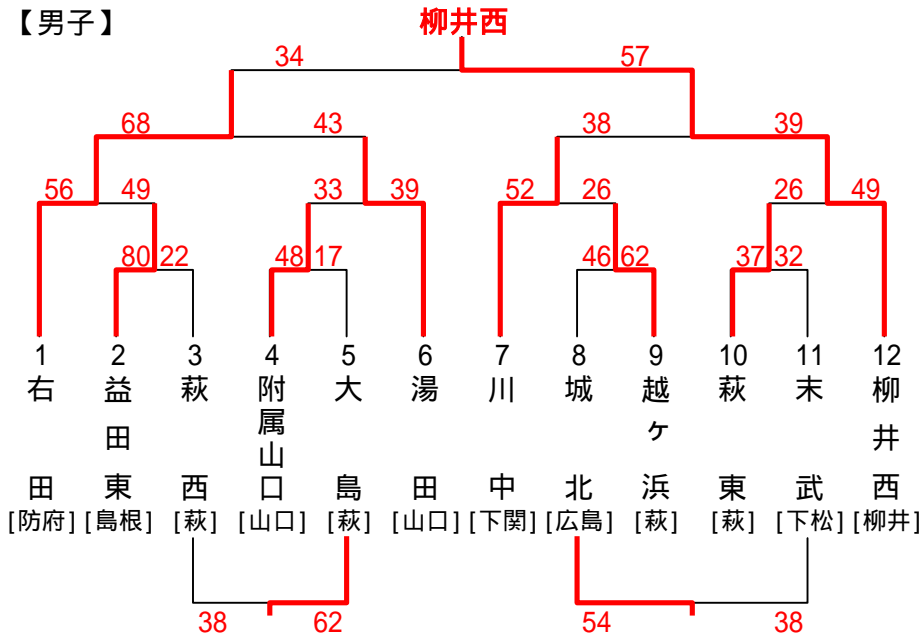 【男子】
柳井西
34 57
68 43 38 39
56 49 33 39 52 26 26 49
80 22 48 17 46 62 37 32
1 2 3 4 5 6 7 8 9 10 11 12
右田
益田東
萩西
附属山口
大島
湯田
川中
城北
越ヶ浜
萩東
末武
柳井西
[防府] [島根] [萩] [山口] [萩] [山口] [下関] [広島] [萩] [萩] [下松] [柳井]
38 62 54 38